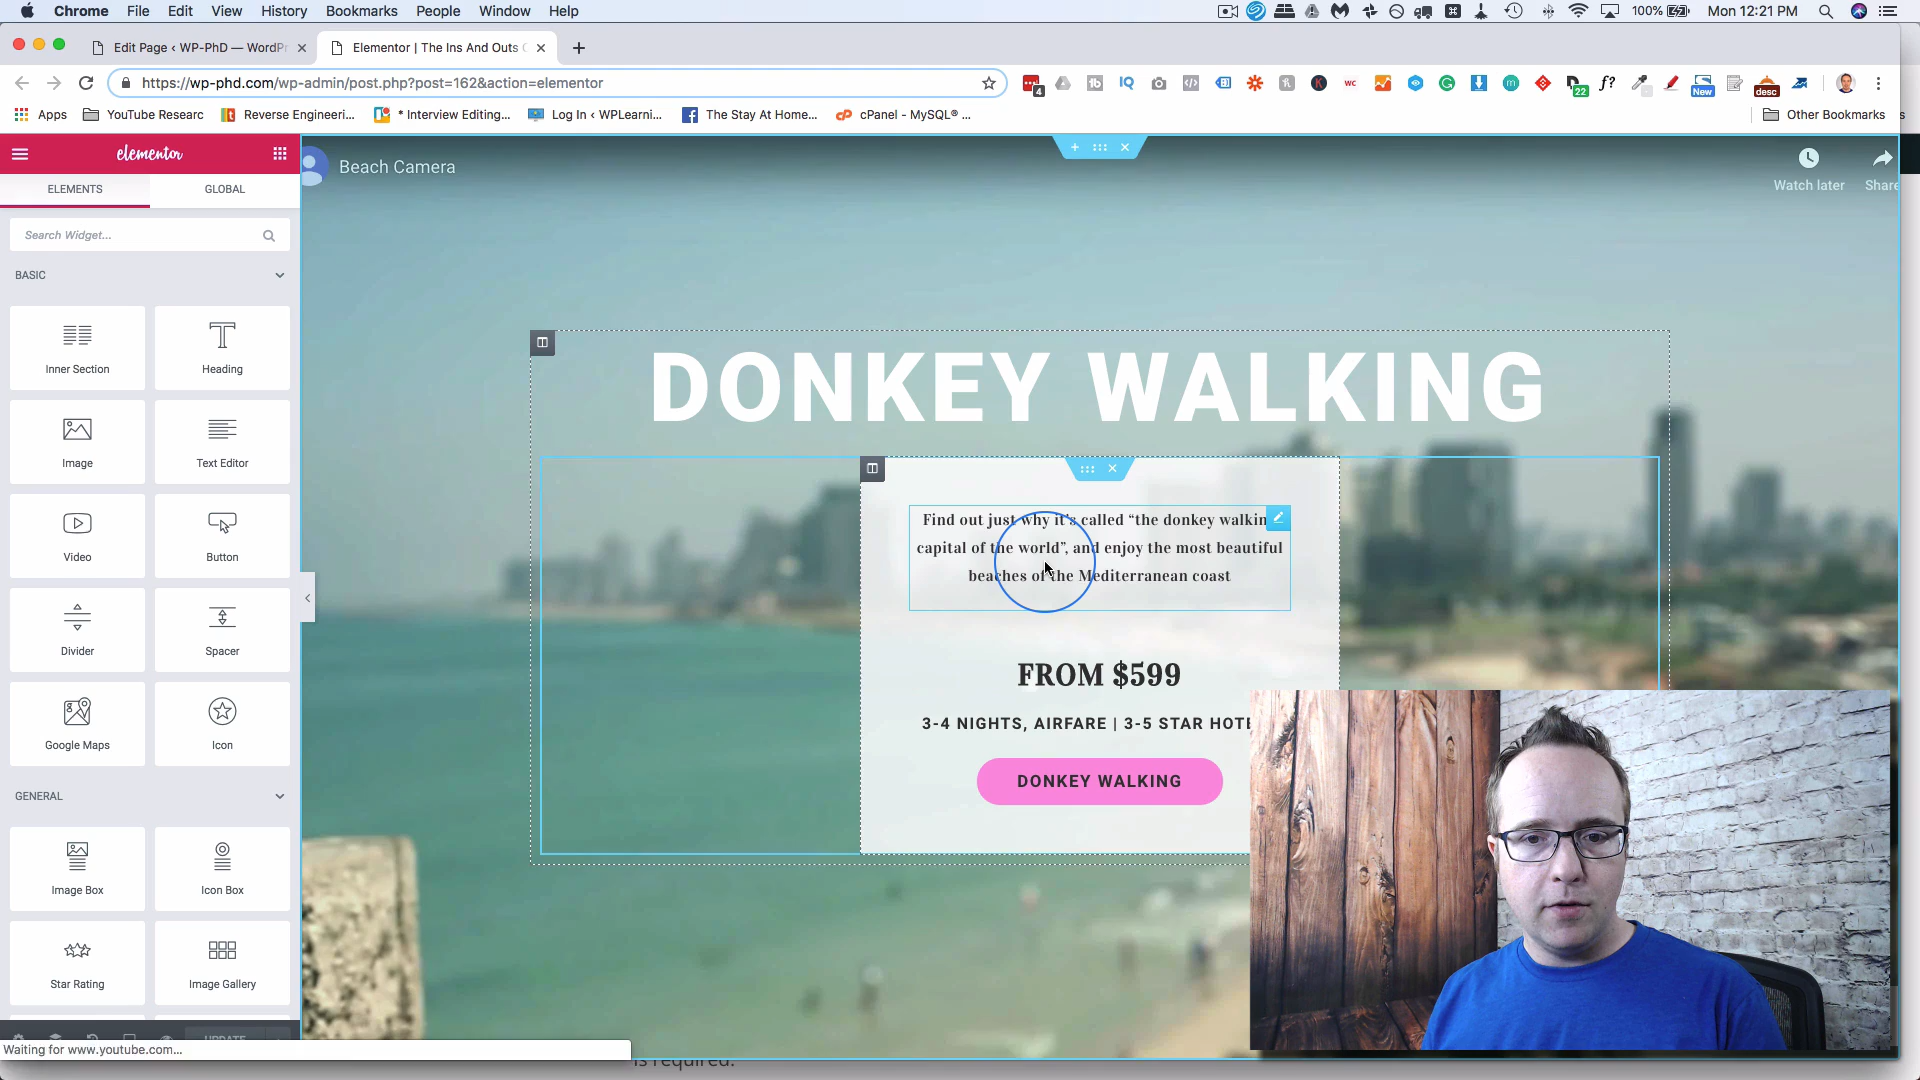 Chrome File Edit View History Bookmarks People Window Help
100% Mon 12:21 PM
Edit Page ‹ WP-PhD — WordPr
Elementor | The Ins And Outs
https://wp-phd.com/wp-admin/post.php?post=162&action=elementor
Apps
YouTube Researc
Reverse Engineeri...
* Interview Editing...
Log In ‹ WPLearni...
The Stay At Home...
cPanel - MySQL® ...
Other Bookmarks
elementor
ELEMENTS
GLOBAL
Search Widget...
BASIC
Inner Section
Heading
Image
Text Editor
Video
Button
Divider
Spacer
Google Maps
Icon
GENERAL
Image Box
Icon Box
Star Rating
Image Gallery
UPDATE
Waiting for www.youtube.com...
Beach Camera
Watch later
Share
DONKEY WALKING
Find out just why it's called “the donkey walkin
capital of the world”, and enjoy the most beautiful
beaches of the Mediterranean coast
FROM $599
3-4 NIGHTS, AIRFARE | 3-5 STAR HOTE
DONKEY WALKING
is required.